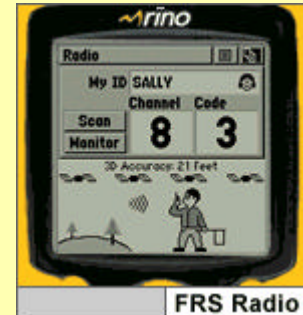 rino
Radio
My ID SALLY
Channel Code
Scan
Monitor
8 3
3D Accuracy: 21 feet
FRS Radio